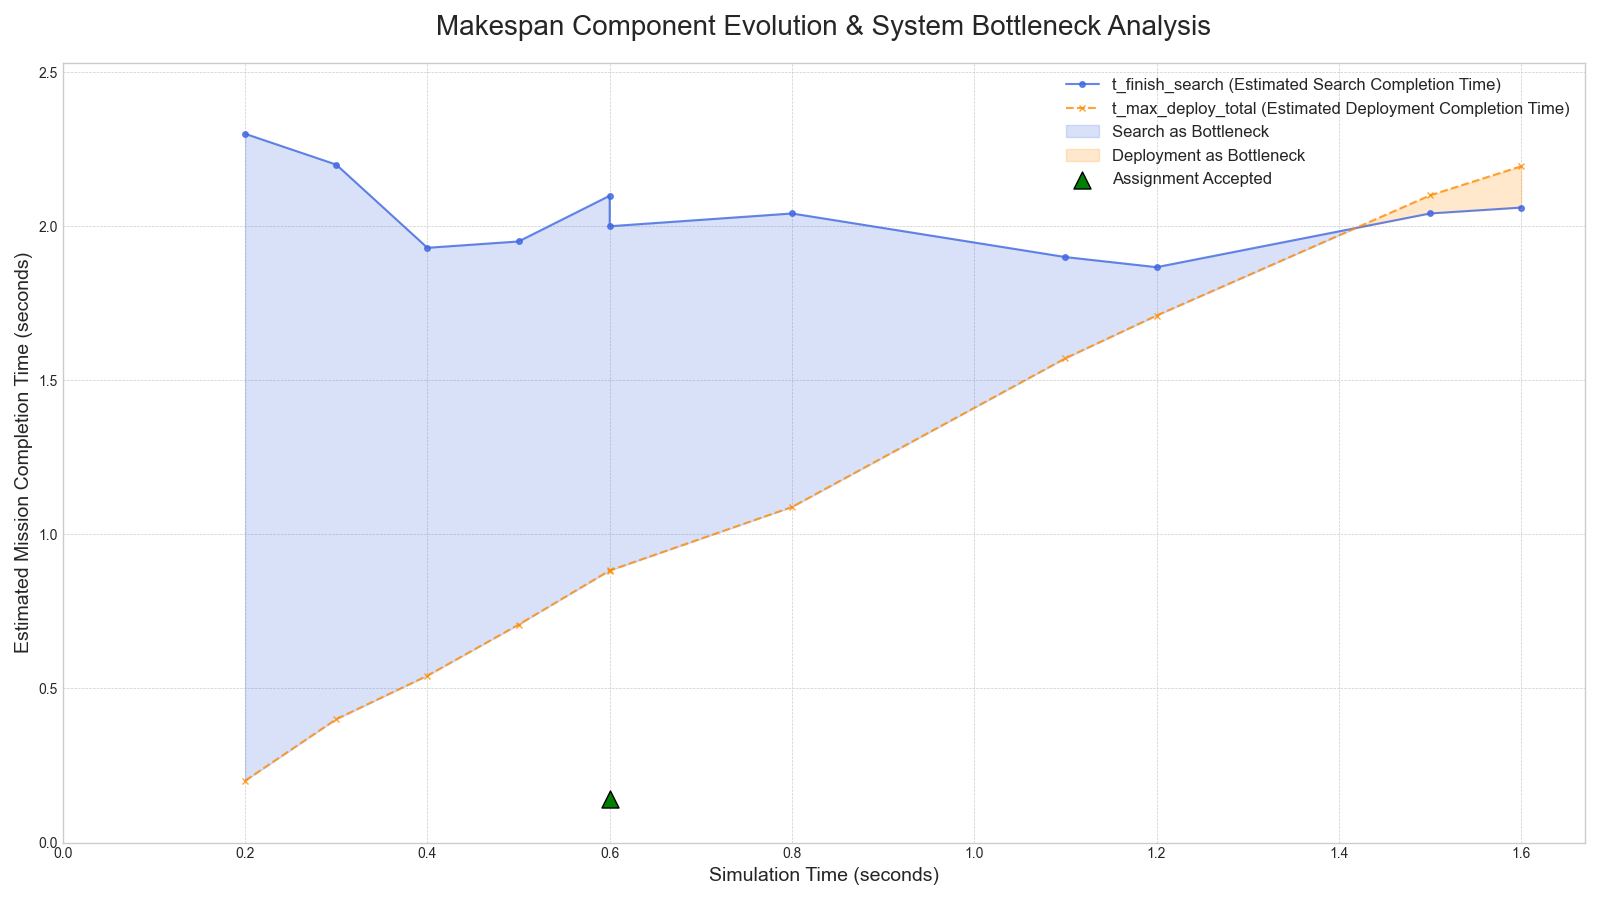 Makespan Component Evolution & System Bottleneck Analysis
t_finish_search (Estimated Search Completion Time)
t_max_deploy_total (Estimated Deployment Completion Time)
Search as Bottleneck
Deployment as Bottleneck
Assignment Accepted
Estimated Mission Completion Time (seconds)
2.5
2.0
1.5
1.0
0.5
0.0
0.0 0.2 0.4 0.6 0.8 1.0 1.2 1.4 1.6
Simulation Time (seconds)